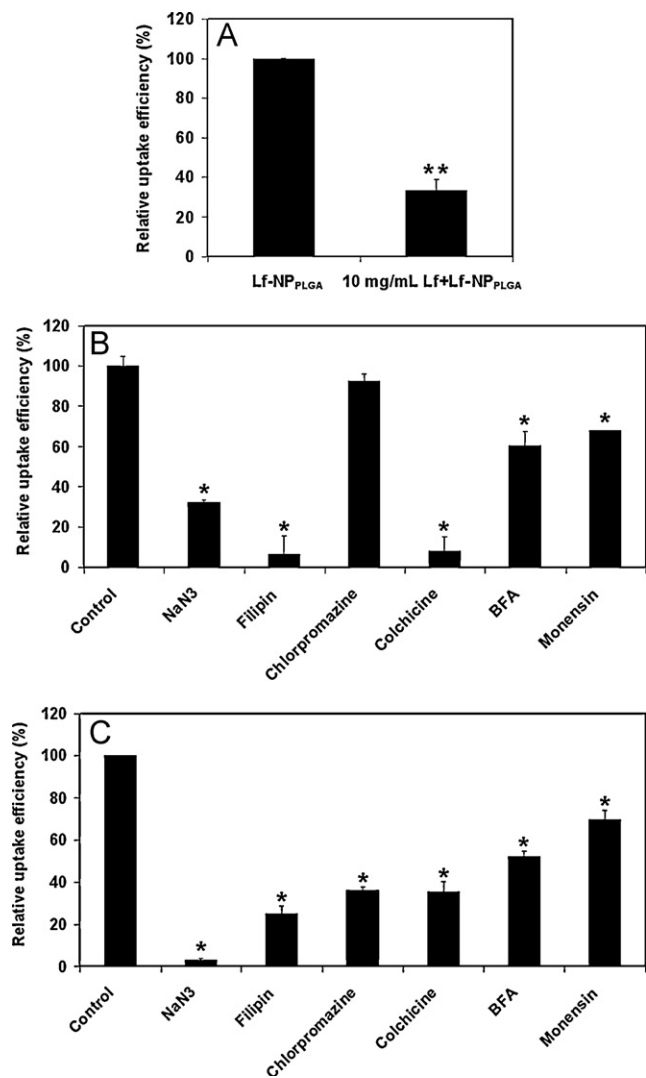 A
Relative uptake efficiency (%)
120
100
80
60
40
20
0
**
Lf-NPPLGA
10 mg/mL Lf+Lf-NPPLGA
B
Relative uptake efficiency (%)
120
100
80
60
40
20
0
*
*
*
*
*
Control
NaN3
Filipin
Chlorpromazine
Colchicine
BFA
Monensin
C
Relative uptake efficiency (%)
120
100
80
60
40
20
0
*
*
*
*
*
*
Control
NaN3
Filipin
Chlorpromazine
Colchicine
BFA
Monensin